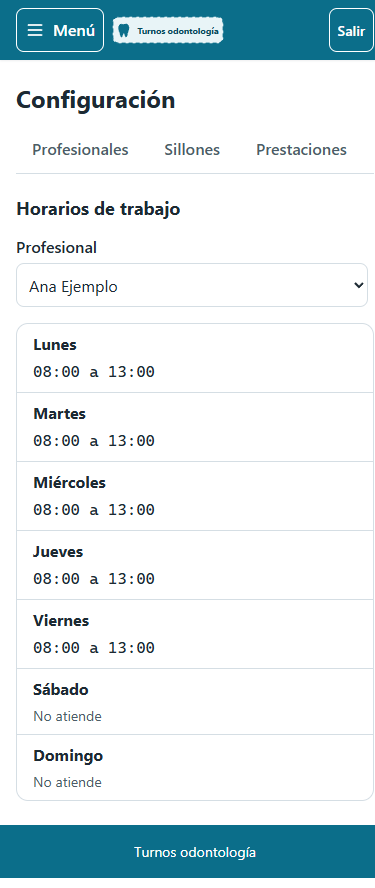 Menú
Turnos odontología
Salir
Configuración
Profesionales Sillones Prestaciones
Horarios de trabajo
Profesional
Ana Ejemplo
Lunes
08:00 a 13:00
Martes
08:00 a 13:00
Miércoles
08:00 a 13:00
Jueves
08:00 a 13:00
Viernes
08:00 a 13:00
Sábado
No atiende
Domingo
No atiende
Turnos odontología